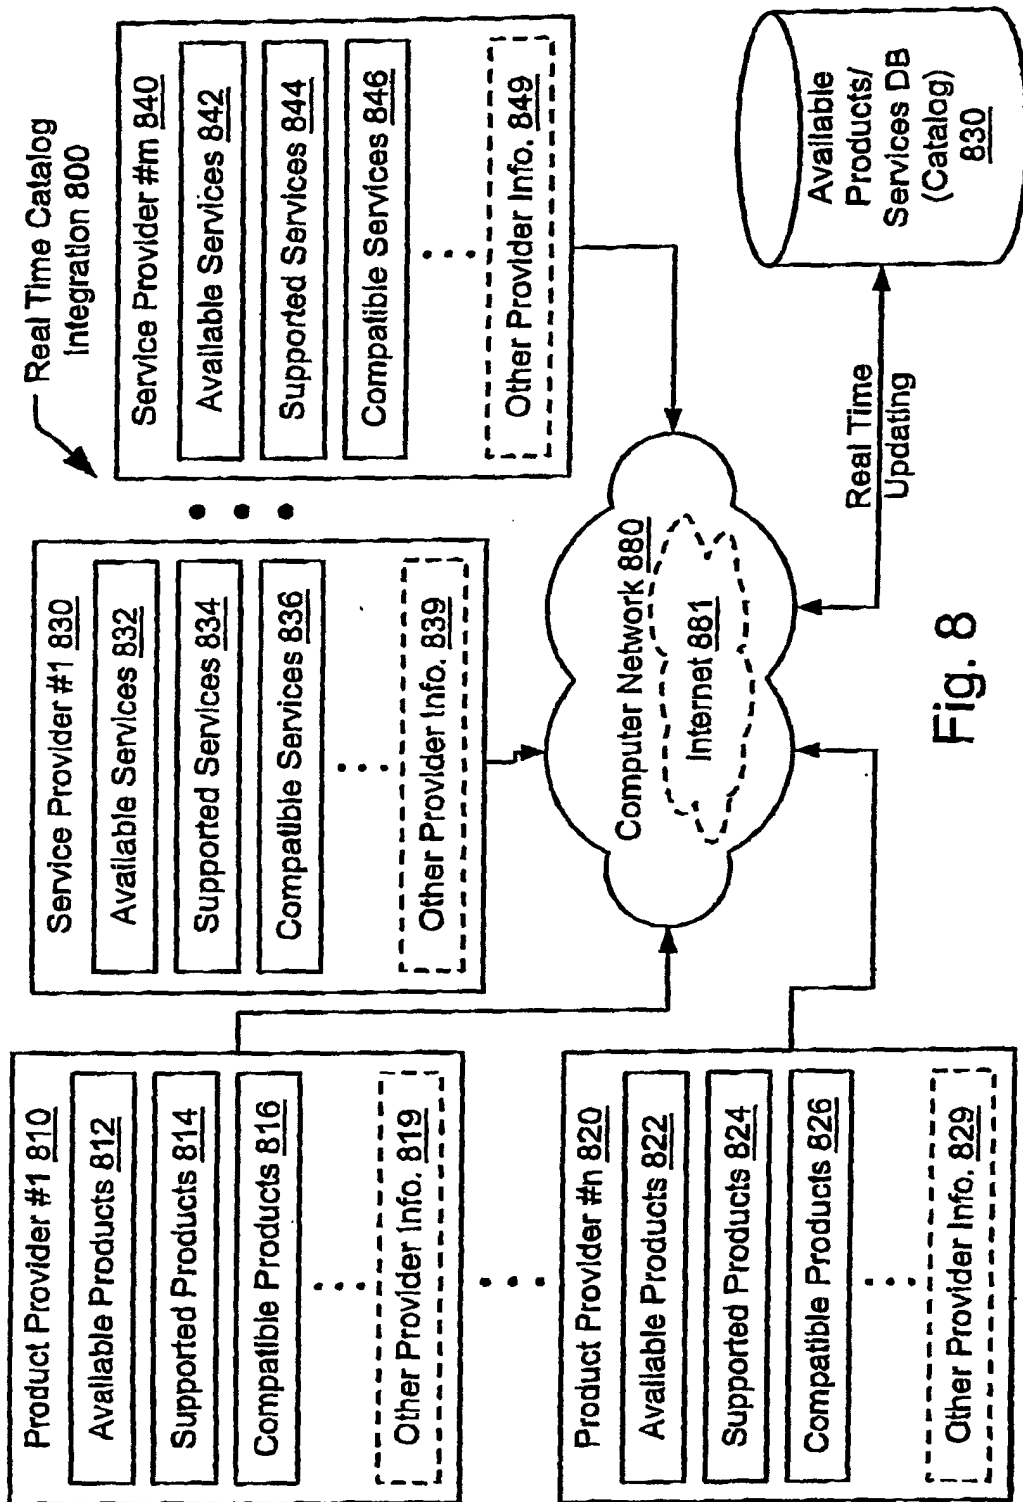 Real Time Catalog
Integration 800
Product Provider #1 810
Available Products 812
Supported Products 814
Compatible Products 816
Other Provider Info. 819
Service Provider #1 830
Available Services 832
Supported Services 834
Compatible Services 836
Other Provider Info. 839
Service Provider #m 840
Available Services 842
Supported Services 844
Compatible Services 846
Other Provider Info. 849
Product Provider #n 820
Available Products 822
Supported Products 824
Compatible Products 826
Other Provider Info. 829
Computer Network 880
Internet 881
Real Time
Updating
Available
Products/
Services DB
(Catalog)
830
Fig. 8